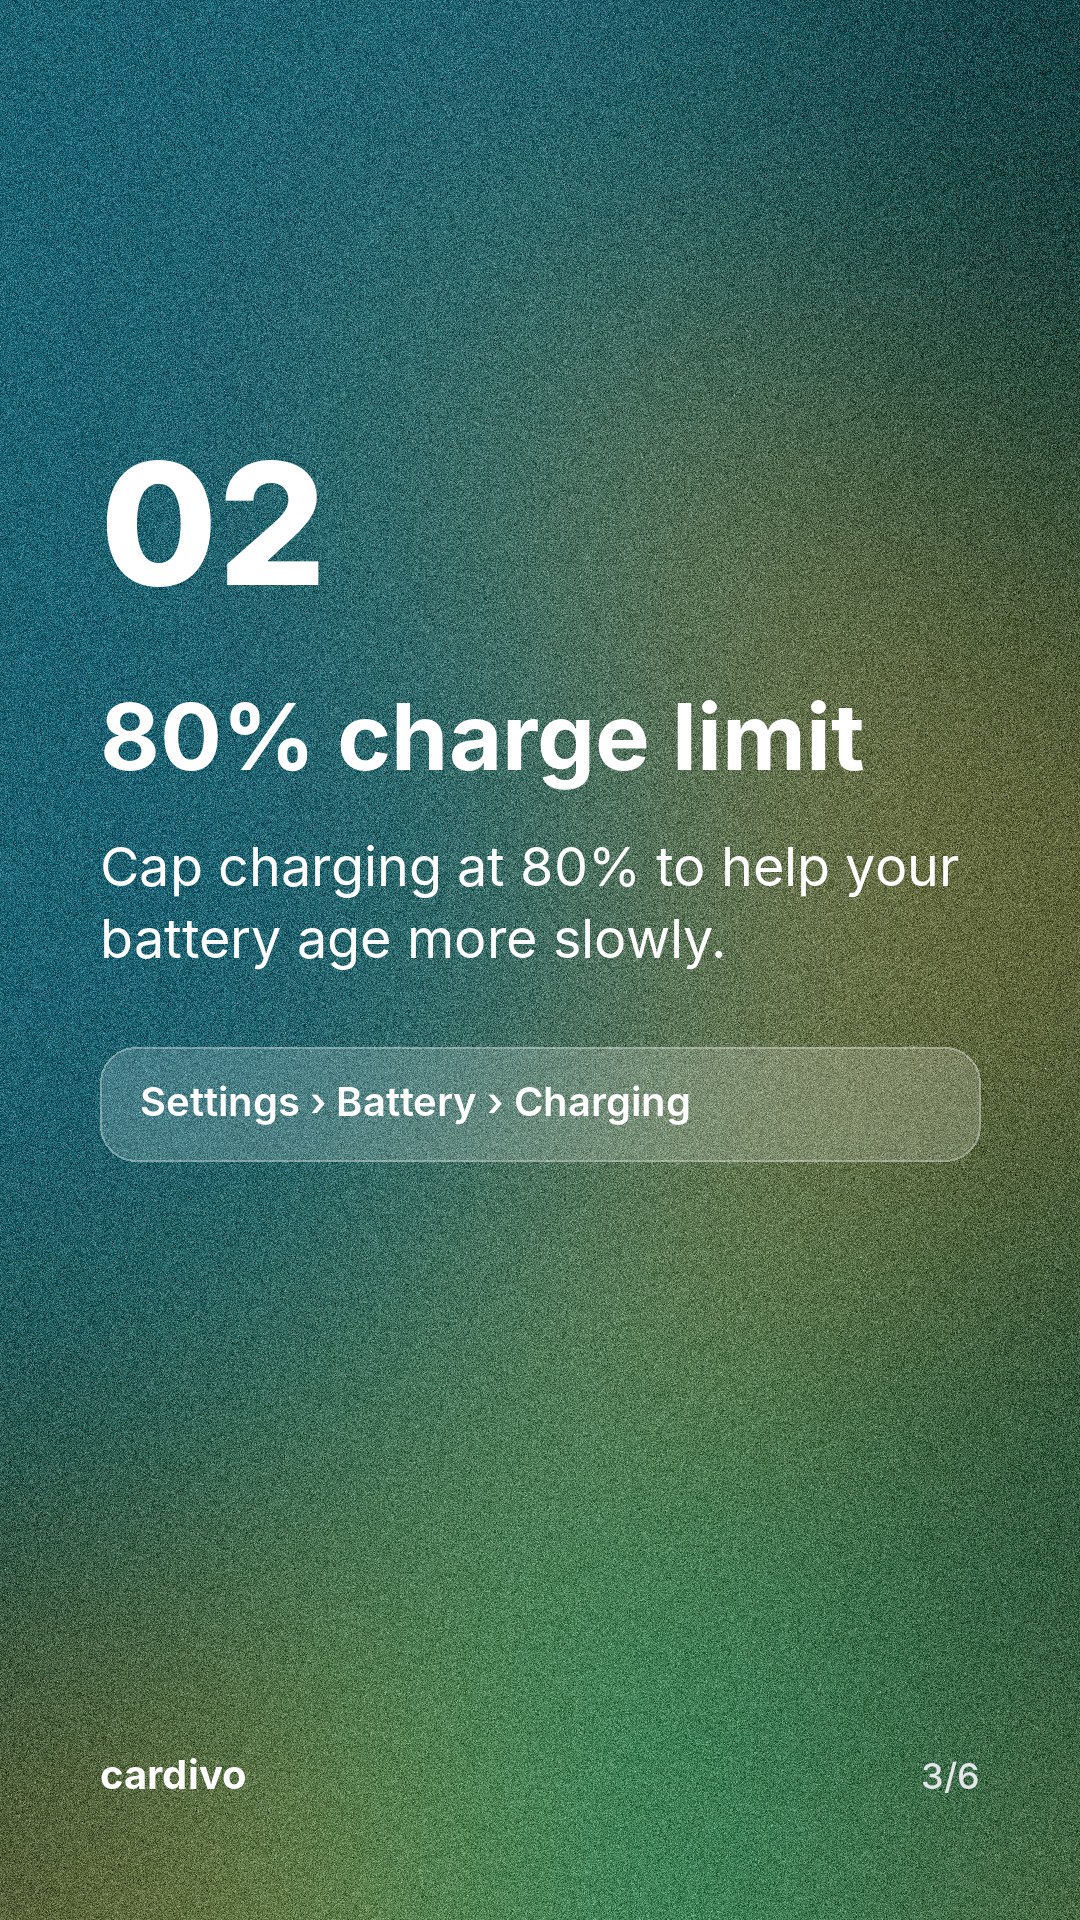 02
80% charge limit
Cap charging at 80% to help your
battery age more slowly.
Settings › Battery › Charging
cardivo
3/6